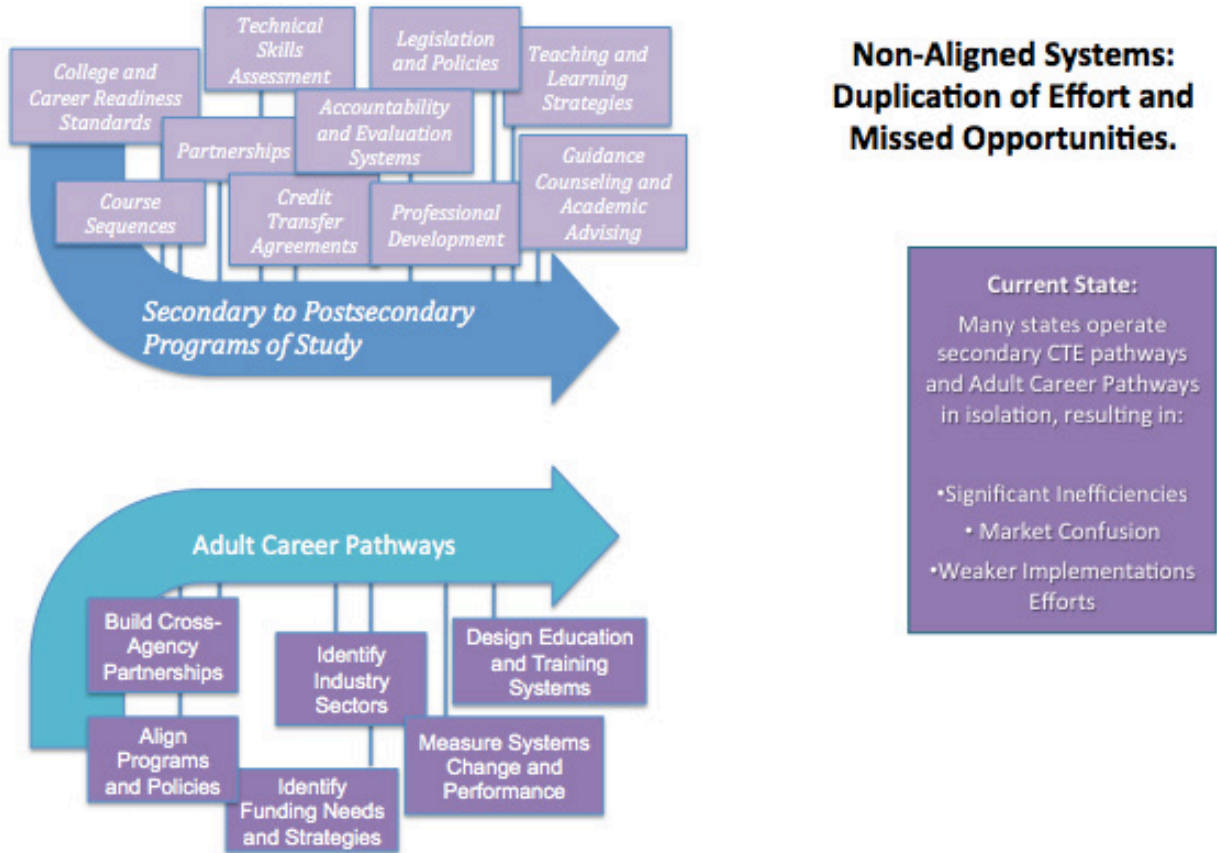 Technical
Skills
Assessment
Legislation
and Policies
Teaching and
Learning
Strategies
College and
Career Readiness
Standards
Accountability
and Evaluation
Systems
Partnerships
Guidance
Counseling and
Academic
Advising
Course
Sequences
Credit
Transfer
Agreements
Professional
Development
Secondary to Postsecondary
Programs of Study
Adult Career Pathways
Build Cross-
Agency
Partnerships
Identify
Industry
Sectors
Design Education
and Training
Systems
Align
Programs
and Policies
Identify
Funding Needs
and Strategies
Measure Systems
Change and
Performance
Non-Aligned Systems:
Duplication of Effort and
Missed Opportunities.
Current State:
Many states operate
secondary CTE pathways
and Adult Career Pathways
in isolation, resulting in:
•Significant Inefficiencies
• Market Confusion
•Weaker Implementations
Efforts